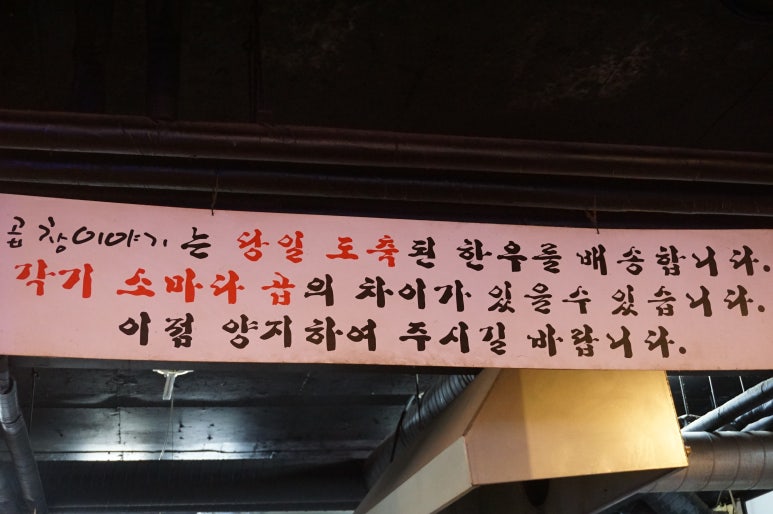 곱창이야기는 당일 도축된 한우를 배송합니다.
각기 소마다 곱의 차이가 있을수 있습니다.
이점 양지하여 주시길 바랍니다.